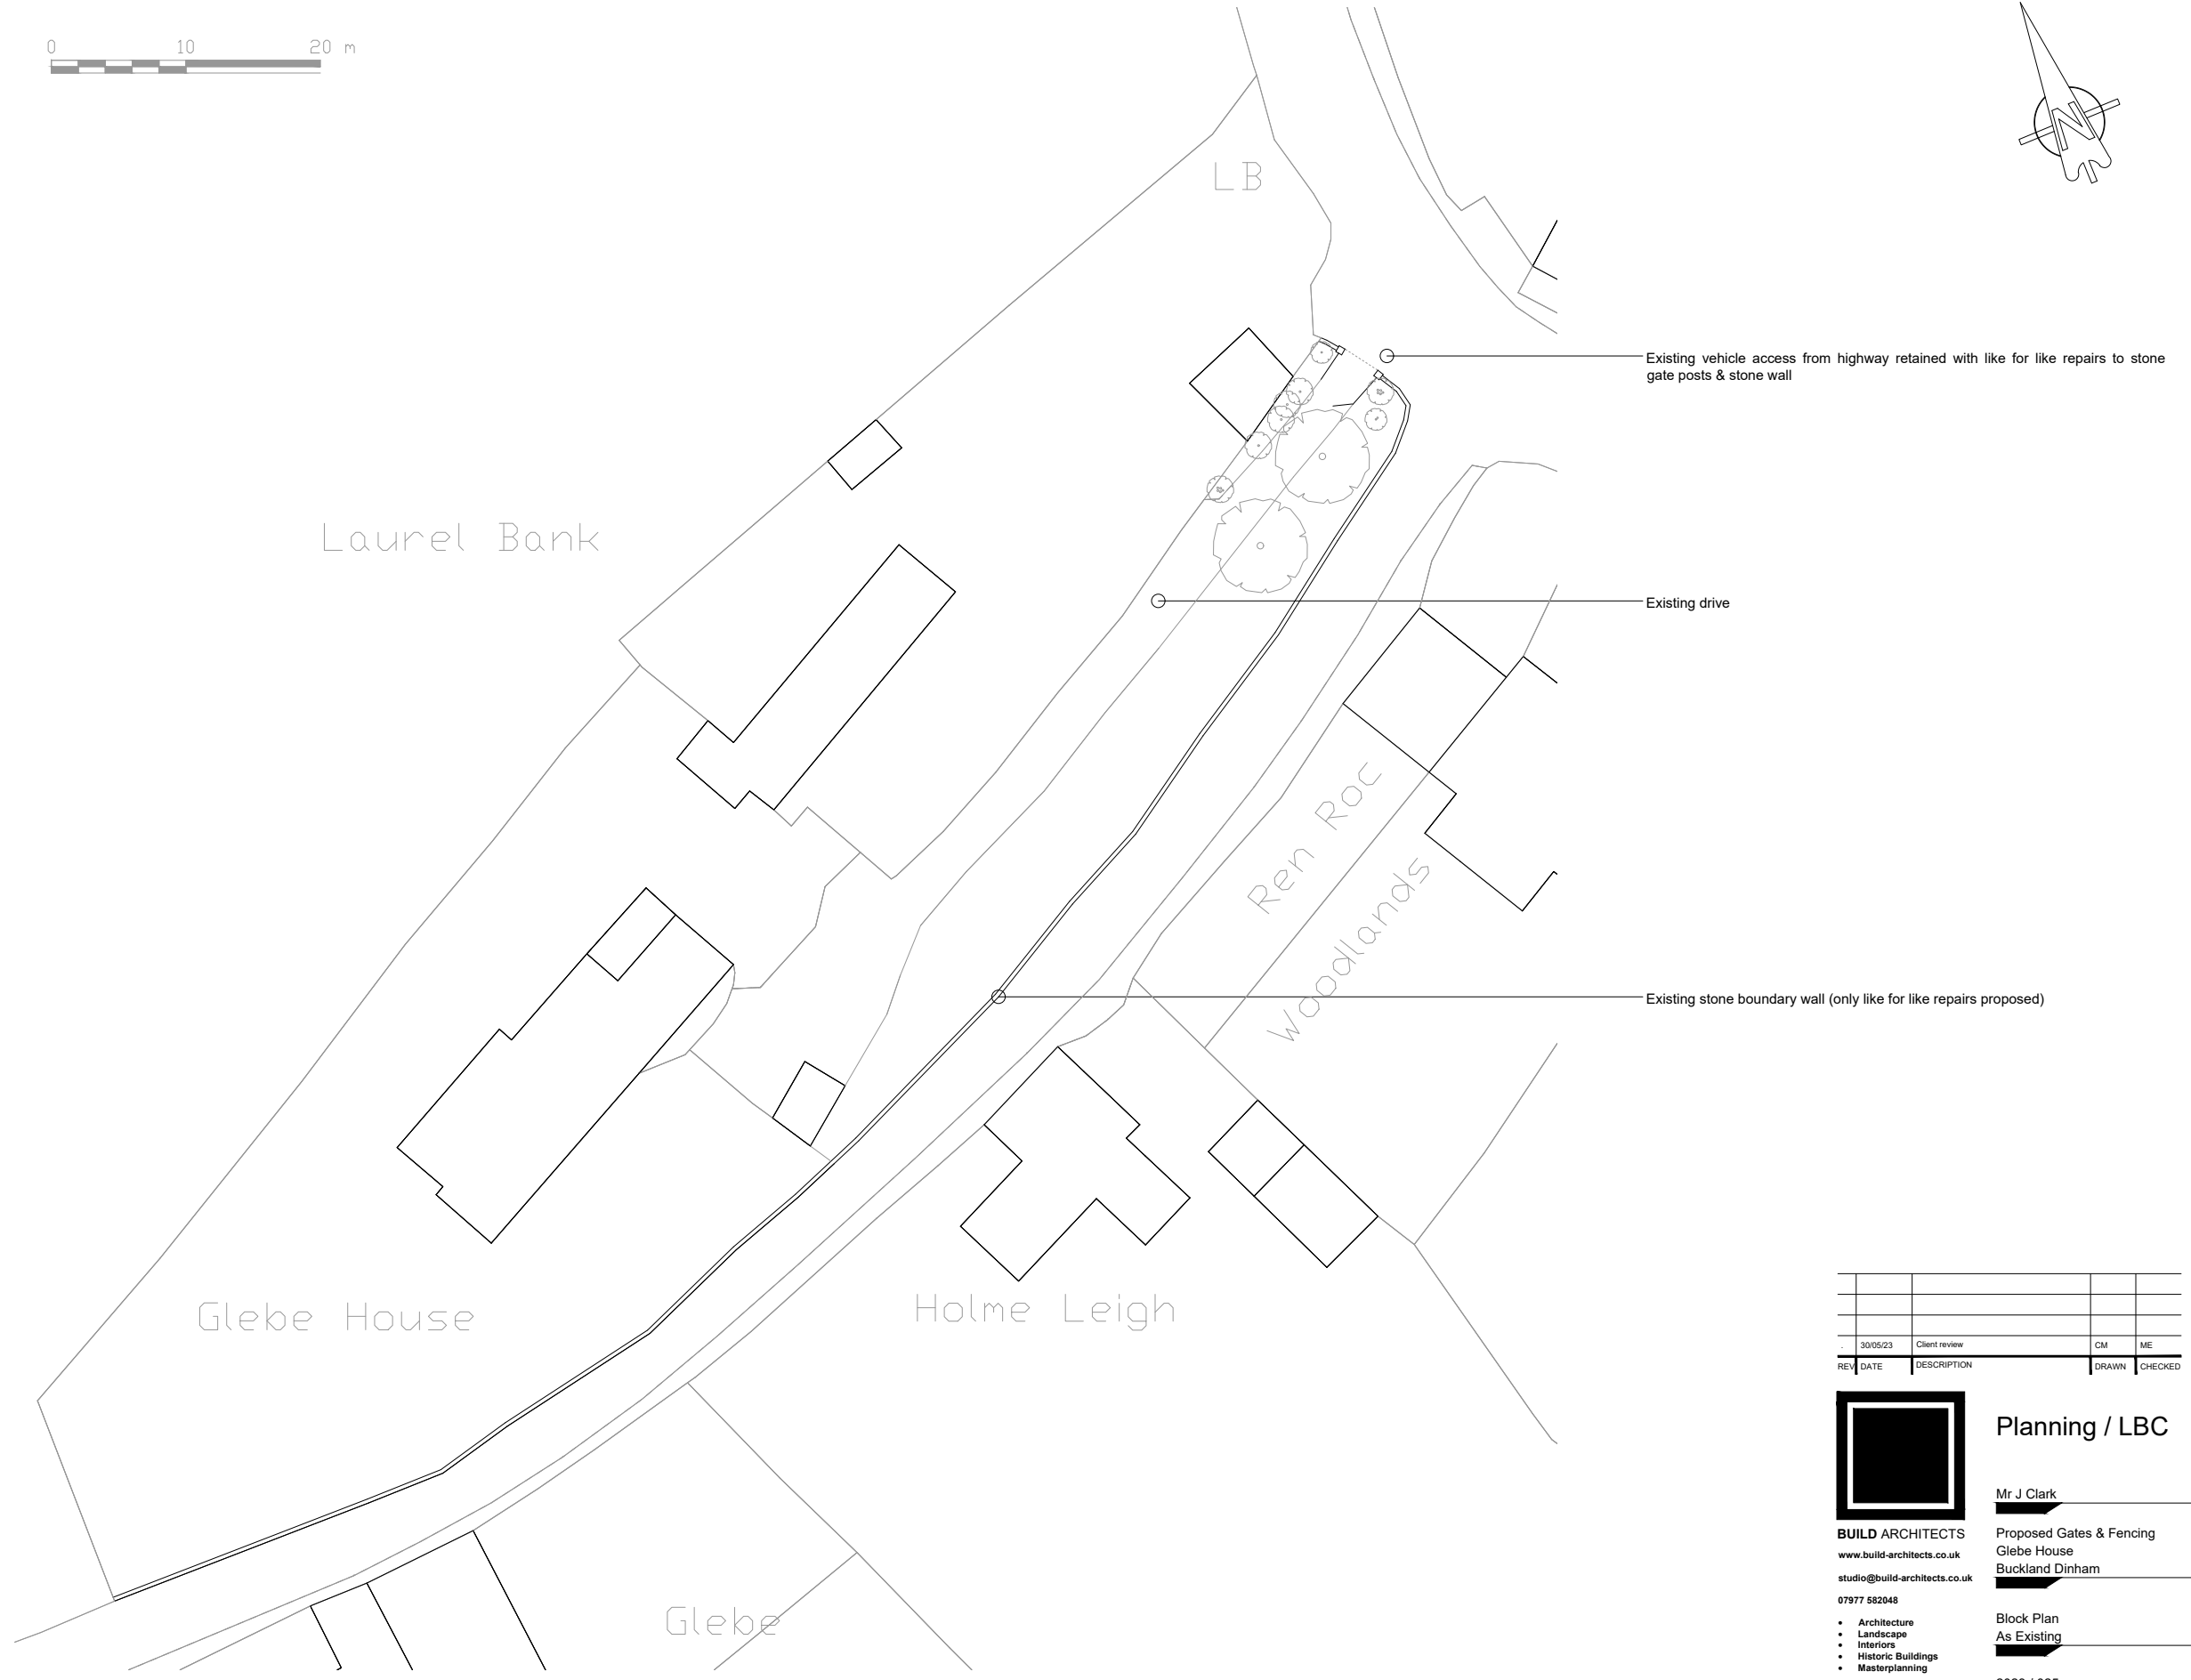 0 10 20 m
N
LB
Existing vehicle access from highway retained with like for like repairs to stone
gate posts & stone wall
Laurel Bank
Existing drive
Ren Roc
Woodlands
Existing stone boundary wall (only like for like repairs proposed)
Glebe House
Holme Leigh
Glebe
. 30/05/23 Client review CM ME
REV DATE DESCRIPTION DRAWN CHECKED
Planning / LBC
Mr J Clark
BUILD ARCHITECTS
www.build-architects.co.uk
studio@build-architects.co.uk
07977 582048
• Architecture
• Landscape
• Interiors
• Historic Buildings
• Masterplanning
Proposed Gates & Fencing
Glebe House
Buckland Dinham
Block Plan
As Existing